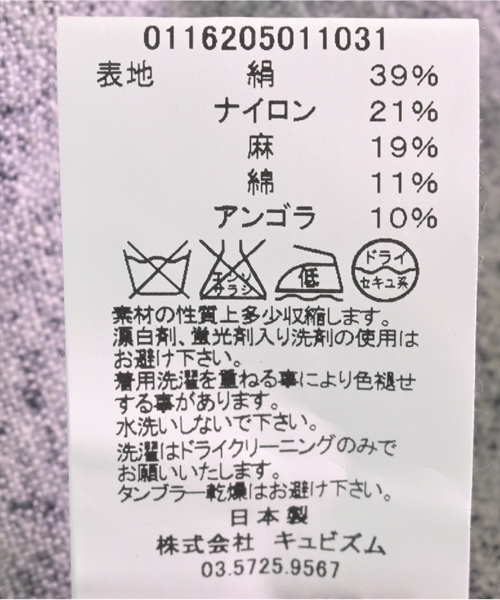 0116205011031
表地 絹 39%
ナイロン 21%
麻 19%
綿 11%
アンゴラ 10%
エンソ
サラシ
低
ドライ
セキユ系
素材の性質上多少収縮します。
漂白剤、蛍光剤入り洗剤の使用は
お避け下さい。
着用洗濯を重ねる事により色褪せ
する事があります。
水洗いしないで下さい。
洗濯はドライクリーニングのみで
お願いいたします。
タンブラー乾燥はお避け下さい。
日本製
株式会社 キュビズム
03.5725.9567